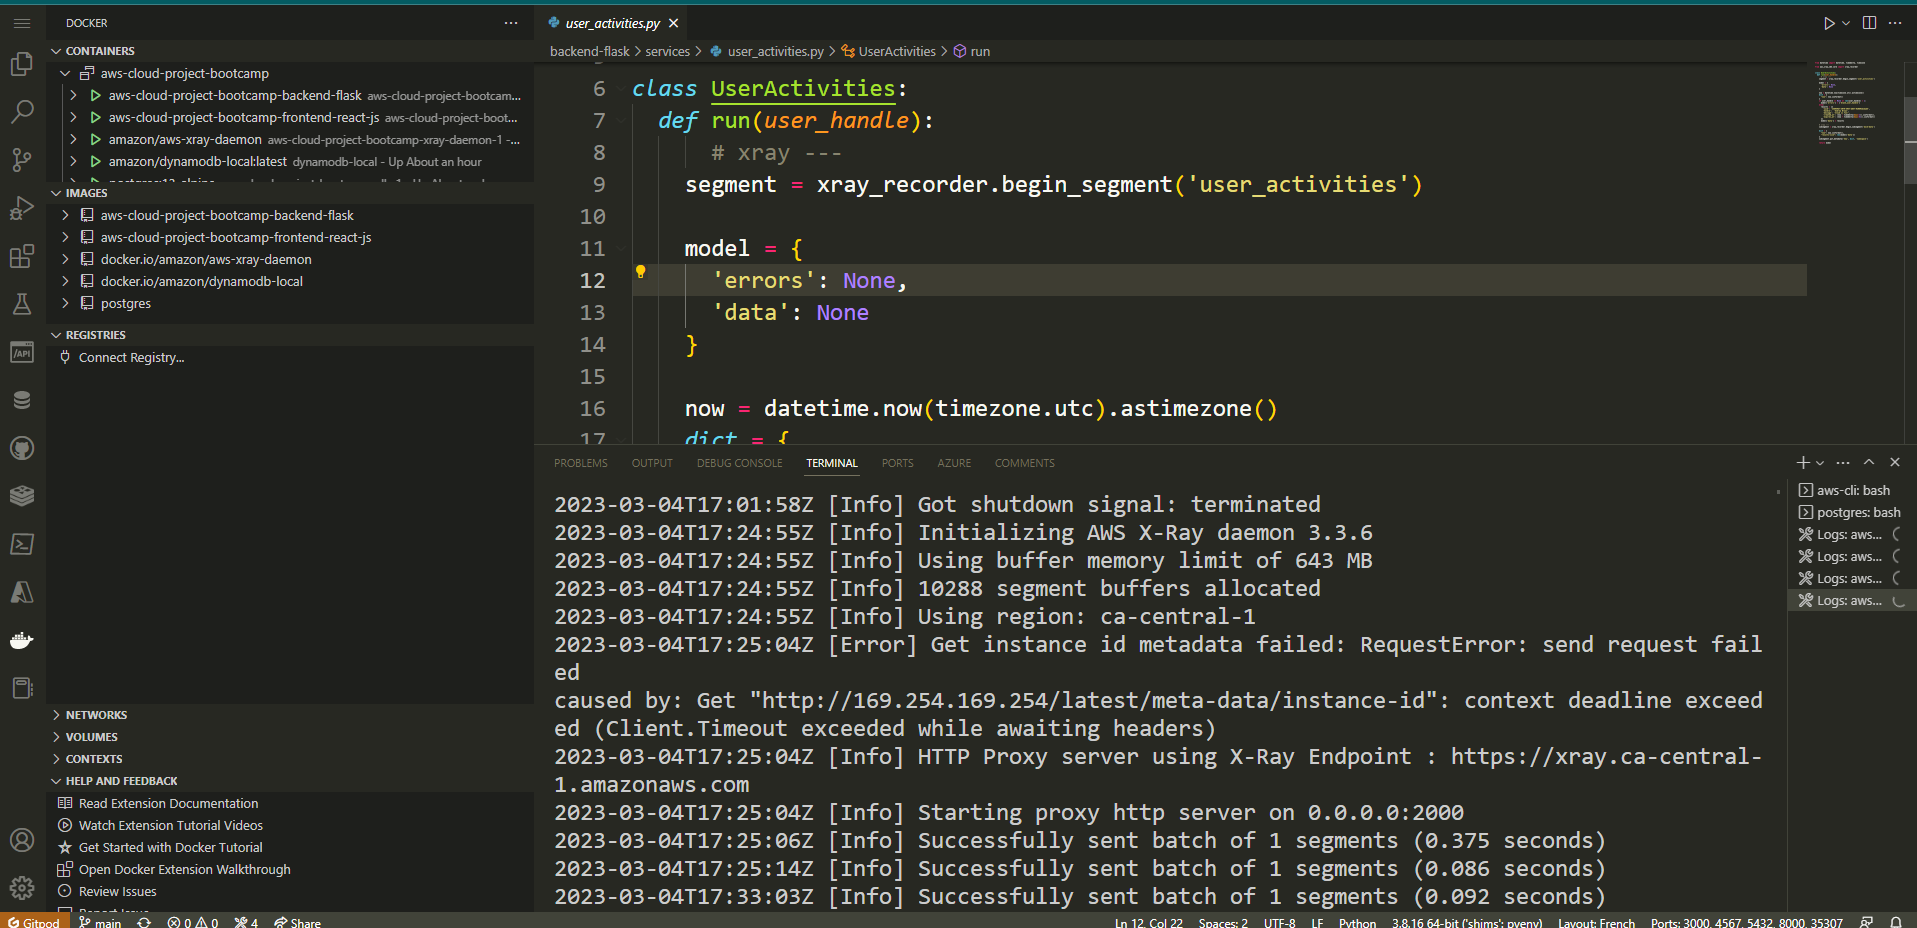 DOCKER
CONTAINERS
aws-cloud-project-bootcamp
aws-cloud-project-bootcamp-backend-flask aws-cloud-project-bootcam...
aws-cloud-project-bootcamp-frontend-react-js aws-cloud-project-boot...
amazon/aws-xray-daemon aws-cloud-project-bootcamp-xray-daemon-1 -...
amazon/dynamodb-local:latest dynamodb-local - Up About an hour
IMAGES
aws-cloud-project-bootcamp-backend-flask
aws-cloud-project-bootcamp-frontend-react-js
docker.io/amazon/aws-xray-daemon
docker.io/amazon/dynamodb-local
postgres
REGISTRIES
Connect Registry...
NETWORKS
VOLUMES
CONTEXTS
HELP AND FEEDBACK
Read Extension Documentation
Watch Extension Tutorial Videos
Get Started with Docker Tutorial
Open Docker Extension Walkthrough
Review Issues
user_activities.py
backend-flask > services > user_activities.py > UserActivities > run
6 class UserActivities:
7 def run(user_handle):
8 # xray ---
9 segment = xray_recorder.begin_segment('user_activities')
10
11 model = {
12 'errors': None,
13 'data': None
14 }
15
16 now = datetime.now(timezone.utc).astimezone()
17 dict = {
PROBLEMS OUTPUT DEBUG CONSOLE TERMINAL PORTS AZURE COMMENTS
2023-03-04T17:01:58Z [Info] Got shutdown signal: terminated
2023-03-04T17:24:55Z [Info] Initializing AWS X-Ray daemon 3.3.6
2023-03-04T17:24:55Z [Info] Using buffer memory limit of 643 MB
2023-03-04T17:24:55Z [Info] 10288 segment buffers allocated
2023-03-04T17:24:55Z [Info] Using region: ca-central-1
2023-03-04T17:25:04Z [Error] Get instance id metadata failed: RequestError: send request fail
ed
caused by: Get "http://169.254.169.254/latest/meta-data/instance-id": context deadline exceed
ed (Client.Timeout exceeded while awaiting headers)
2023-03-04T17:25:04Z [Info] HTTP Proxy server using X-Ray Endpoint : https://xray.ca-central-
1.amazonaws.com
2023-03-04T17:25:04Z [Info] Starting proxy http server on 0.0.0.0:2000
2023-03-04T17:25:06Z [Info] Successfully sent batch of 1 segments (0.375 seconds)
2023-03-04T17:25:14Z [Info] Successfully sent batch of 1 segments (0.086 seconds)
2023-03-04T17:33:03Z [Info] Successfully sent batch of 1 segments (0.092 seconds)
aws-cli: bash
postgres: bash
Logs: aws...
Logs: aws...
Logs: aws...
Logs: aws...
Gitpod main 0 0 4 Share Ln 12, Col 22 Spaces: 2 UTF-8 LF Python 3.8.16 64-bit ('shims': pyenv) Layout: French Ports: 3000, 4567, 5432, 8000, 35307